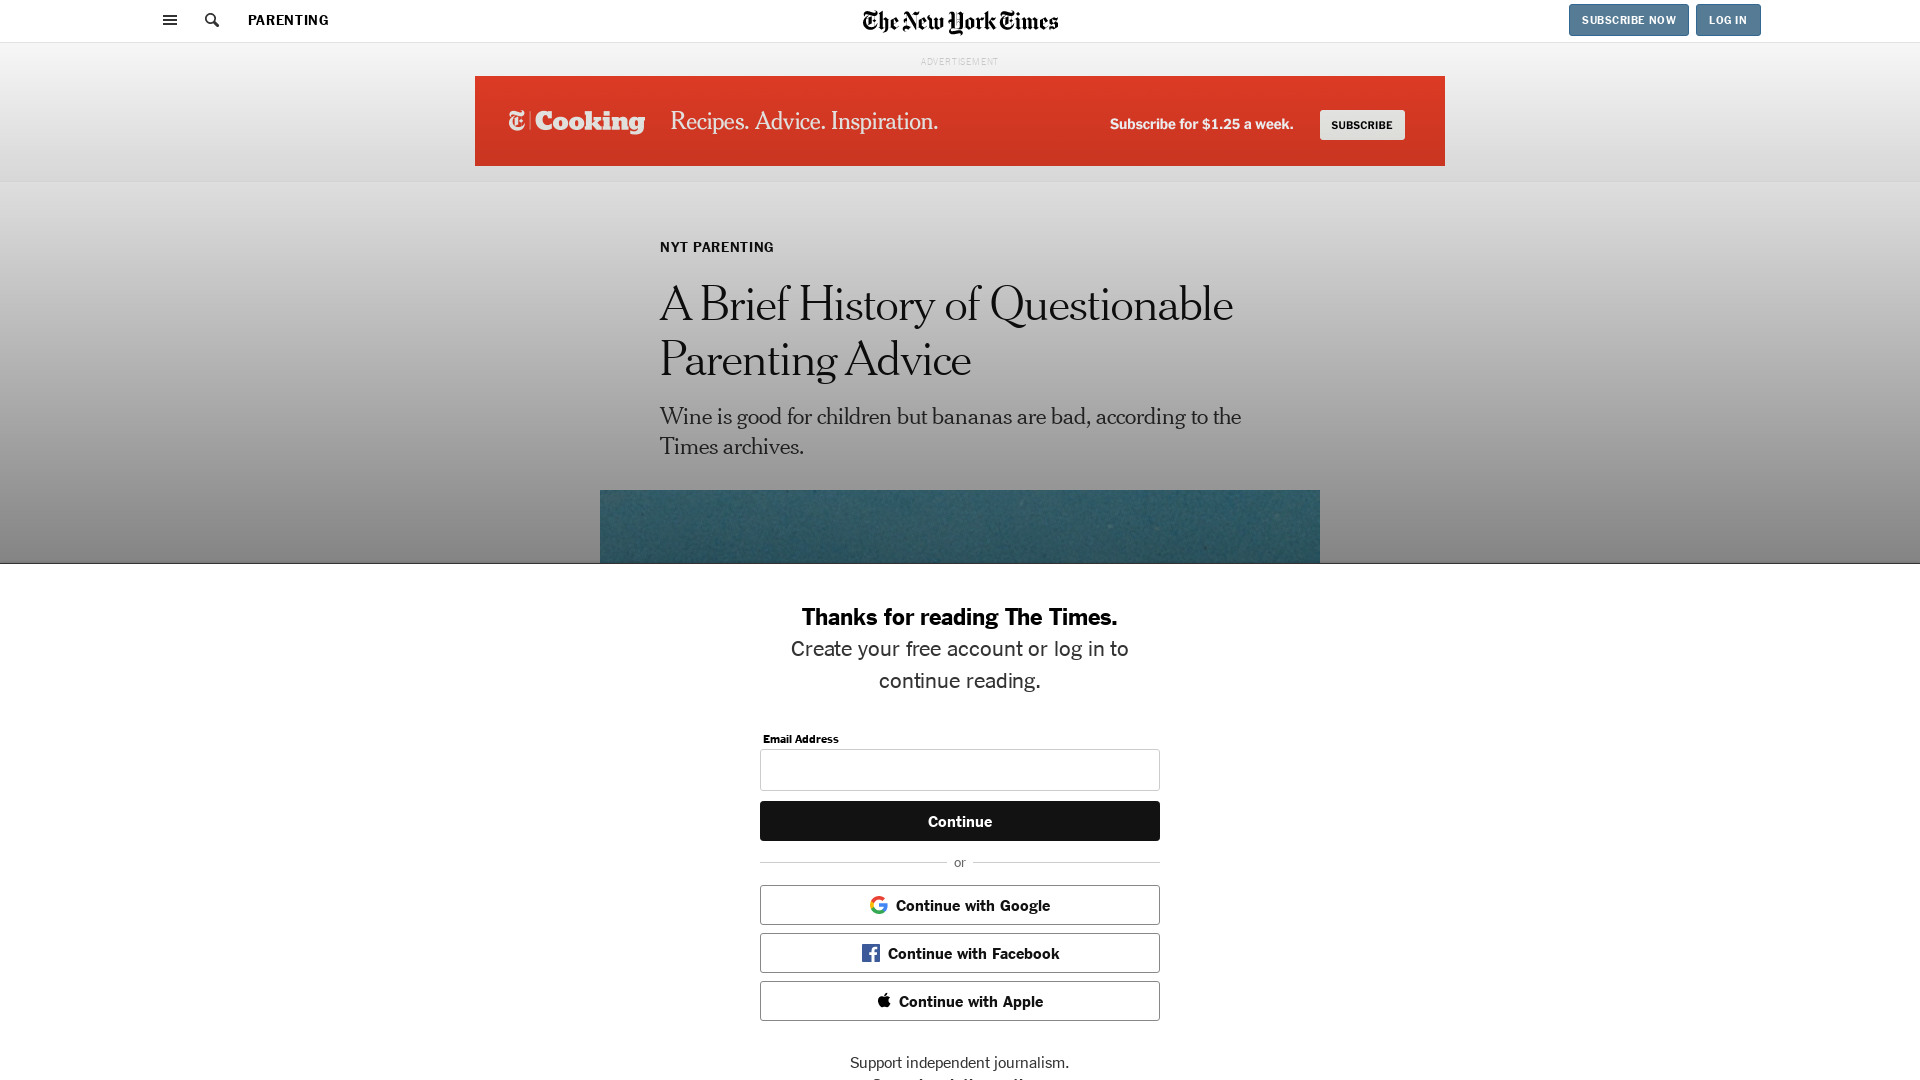 PARENTING
The New York Times
SUBSCRIBE NOW
LOG IN
ADVERTISEMENT
Cooking
Recipes. Advice. Inspiration.
Subscribe for $1.25 a week.
SUBSCRIBE
NYT PARENTING
A Brief History of Questionable
Parenting Advice
Wine is good for children but bananas are bad, according to the
Times archives.
Thanks for reading The Times.
Create your free account or log in to
continue reading.
Email Address
Continue
or
Continue with Google
Continue with Facebook
Continue with Apple
Support independent journalism.